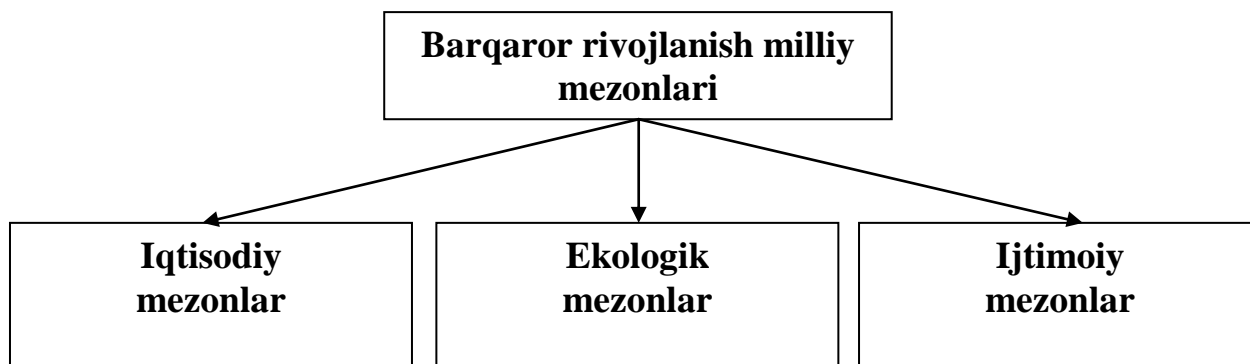 Barqaror rivojlanish milliy
mezonlari
Iqtisodiy
mezonlar
Ekologik
mezonlar
Ijtimoiy
mezonlar